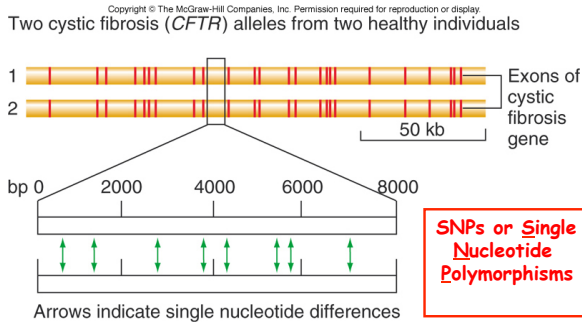 Copyright © The McGraw-Hill Companies, Inc. Permission required for reproduction or display.
Two cystic fibrosis (CFTR) alleles from two healthy individuals
1
2
Exons of
cystic
fibrosis
gene
50 kb
bp 0 2000 4000 6000 8000
SNPs or Single
Nucleotide
Polymorphisms
Arrows indicate single nucleotide differences